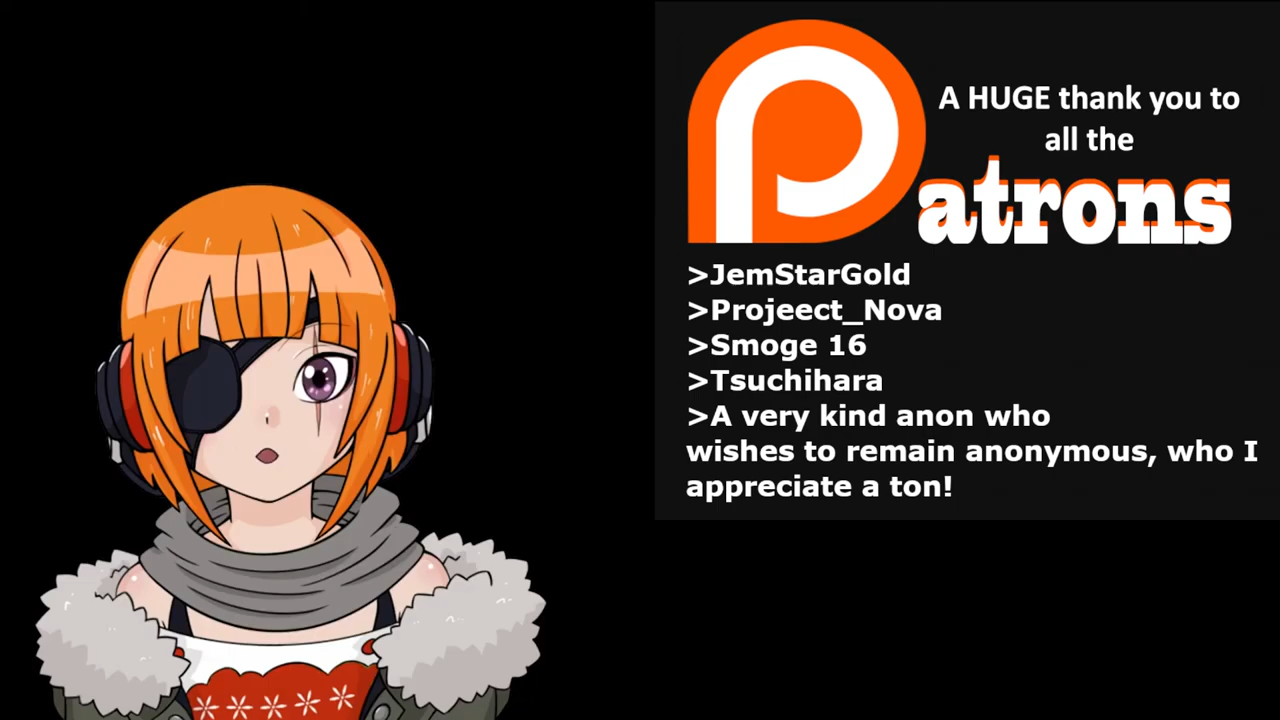 A HUGE thank you to
all the
Patrons
>JemStarGold
>Projeect_Nova
>Smoge 16
>Tsuchihara
>A very kind anon who
wishes to remain anonymous, who I
appreciate a ton!